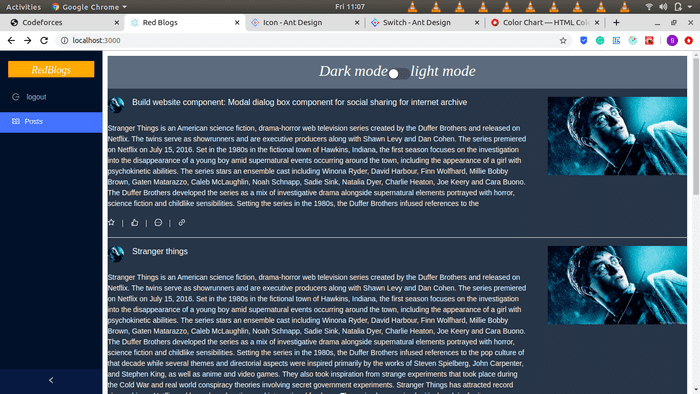 Activities
Google Chrome
Fri 11:07
Codeforces
Red Blogs
Icon - Ant Design
Switch - Ant Design
Color Chart — HTML Col
localhost:3000
RedBlogs
logout
Posts
Dark mode light mode
Build website component: Modal dialog box component for social sharing for internet archive
Stranger Things is an American science fiction, drama-horror web television series created by the Duffer Brothers and released on
Netflix. The twins serve as showrunners and are executive producers along with Shawn Levy and Dan Cohen. The series premiered
on Netflix on July 15, 2016. Set in the 1980s in the fictional town of Hawkins, Indiana, the first season focuses on the investigation
into the disappearance of a young boy amid supernatural events occurring around the town, including the appearance of a girl with
psychokinetic abilities. The series stars an ensemble cast including Winona Ryder, David Harbour, Finn Wolfhard, Millie Bobby
Brown, Gaten Matarazzo, Caleb McLaughlin, Noah Schnapp, Sadie Sink, Natalia Dyer, Charlie Heaton, Joe Keery and Cara Buono.
The Duffer Brothers developed the series as a mix of investigative drama alongside supernatural elements portrayed with horror,
science fiction and childlike sensibilities. Setting the series in the 1980s, the Duffer Brothers infused references to the
Stranger things
Stranger Things is an American science fiction, drama-horror web television series created by the Duffer Brothers and released on
Netflix. The twins serve as showrunners and are executive producers along with Shawn Levy and Dan Cohen. The series premiered
on Netflix on July 15, 2016. Set in the 1980s in the fictional town of Hawkins, Indiana, the first season focuses on the investigation
into the disappearance of a young boy amid supernatural events occurring around the town, including the appearance of a girl with
psychokinetic abilities. The series stars an ensemble cast including Winona Ryder, David Harbour, Finn Wolfhard, Millie Bobby
Brown, Gaten Matarazzo, Caleb McLaughlin, Noah Schnapp, Sadie Sink, Natalia Dyer, Charlie Heaton, Joe Keery and Cara Buono.
The Duffer Brothers developed the series as a mix of investigative drama alongside supernatural elements portrayed with horror,
science fiction and childlike sensibilities. Setting the series in the 1980s, the Duffer Brothers infused references to the pop culture of
that decade while several themes and directorial aspects were inspired primarily by the works of Steven Spielberg, John Carpenter,
and Stephen King, as well as anime and video games. They also took inspiration from strange experiments that took place during
the Cold War and real world conspiracy theories involving secret government experiments. Stranger Things has attracted record